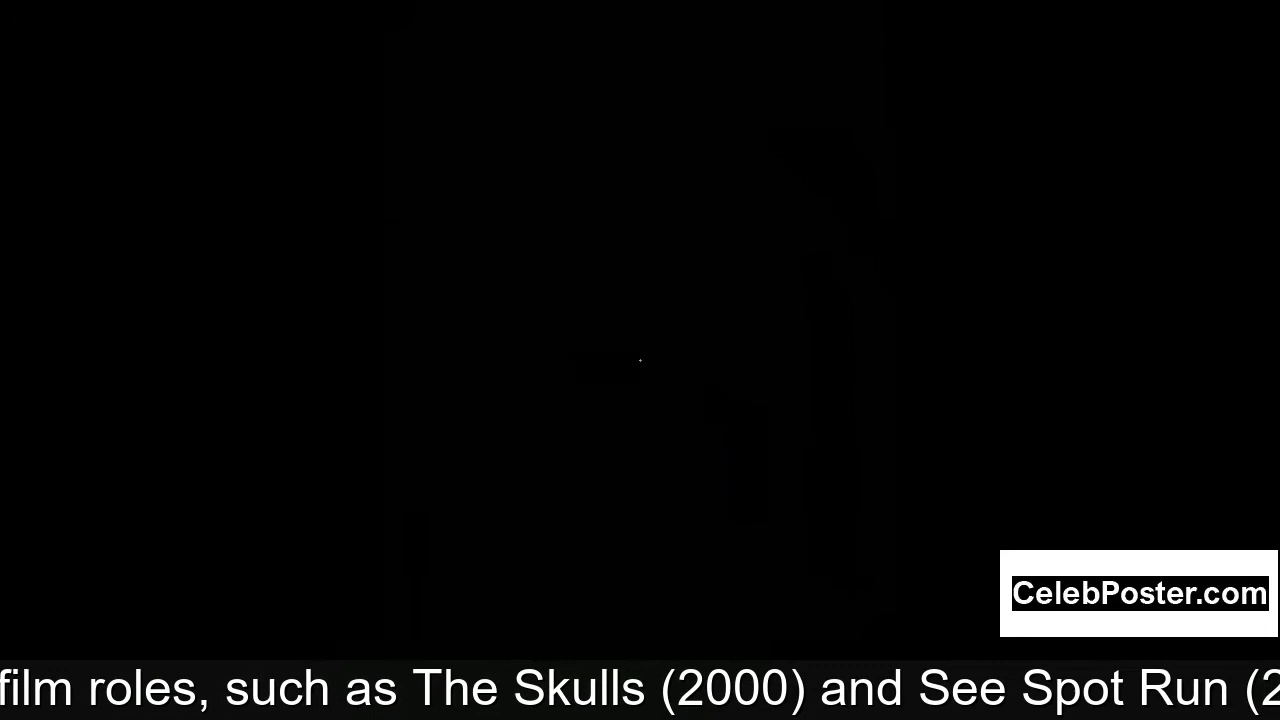 CelebPoster.com
film roles, such as The Skulls (2000) and See Spot Run (2